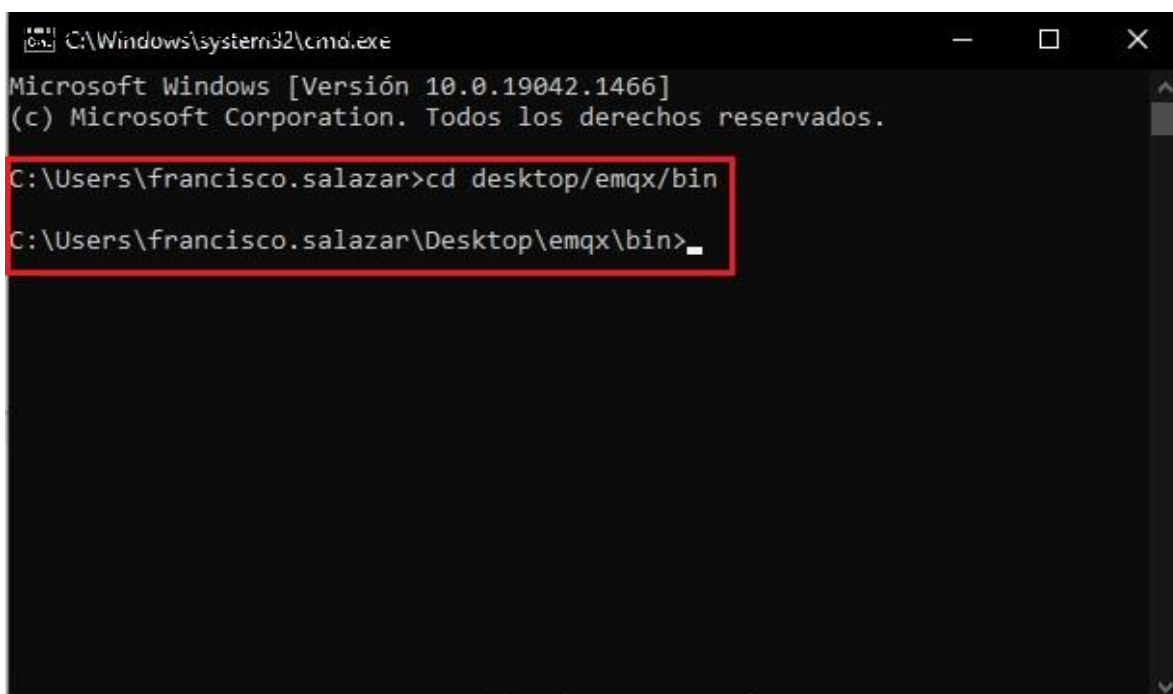 C:\Windows\system32\cmd.exe
Microsoft Windows [Versión 10.0.19042.1466]
(c) Microsoft Corporation. Todos los derechos reservados.
C:\Users\francisco.salazar>cd desktop/emqx/bin
C:\Users\francisco.salazar\Desktop\emqx\bin>